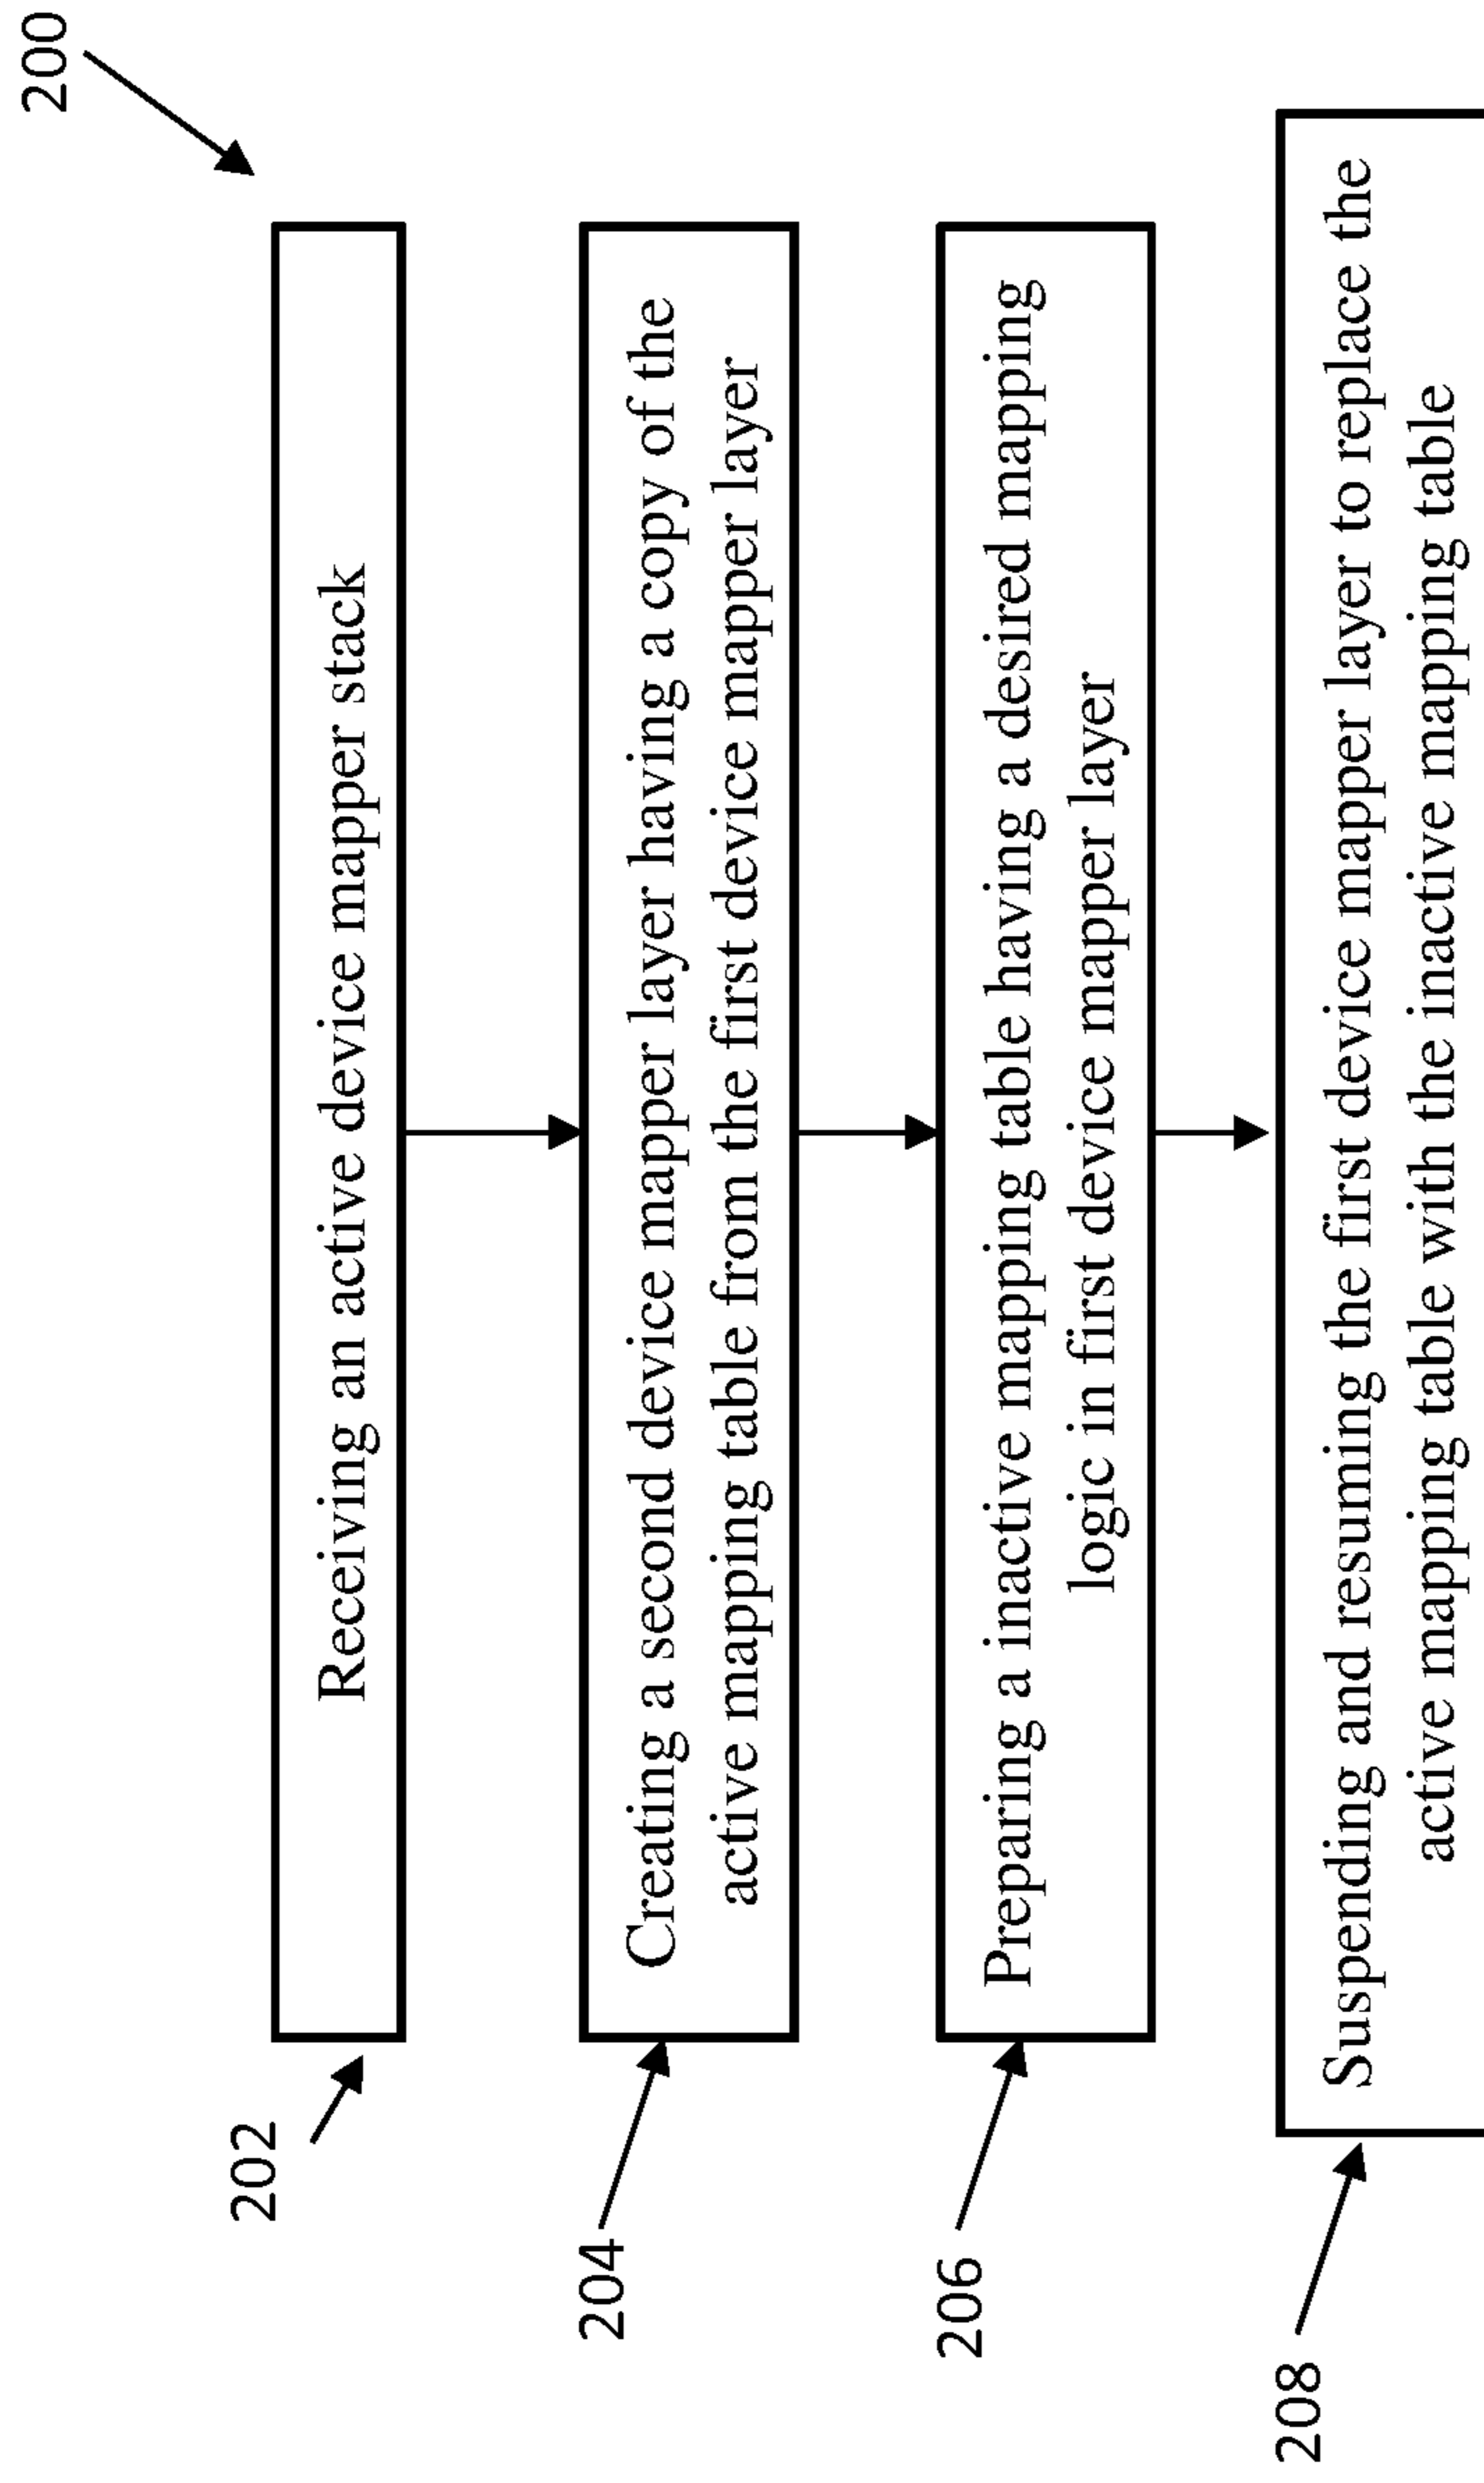 200
202
Receiving an active device mapper stack
204
Creating a second device mapper layer having a copy of the
active mapping table from the first device mapper layer
206
Preparing a inactive mapping table having a desired mapping
logic in first device mapper layer
208
Suspending and resuming the first device mapper layer to replace the
active mapping table with the inactive mapping table